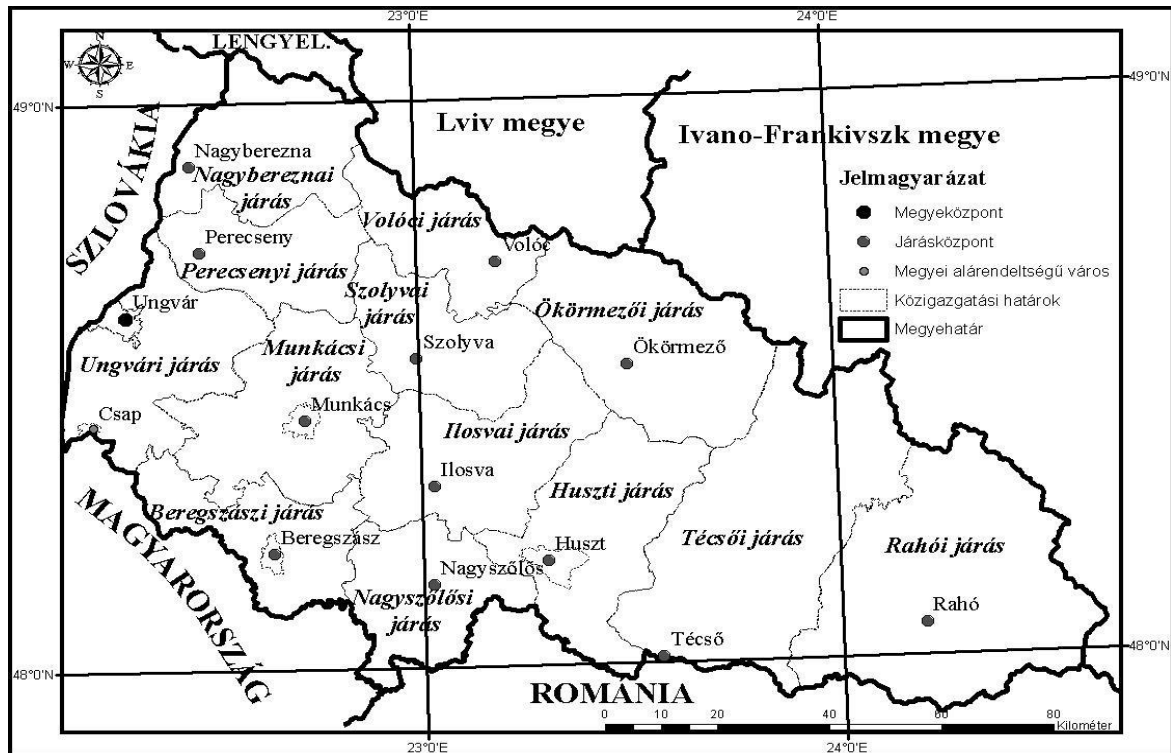 23°0'E
24°0'E
N
W
E
S
LENGYEL.
49°0'N
49°0'N
SZLOVÁKIA
Lviv megye
Ivano-Frankivszk megye
Jelmagyarázat
Megyeközpont
Járásközpont
Megyei alárendeltségű város
Közigazgatási határok
Megyehatár
Nagyberezna
Nagybereznai
járás
Volóci járás
Volóc
Perecseny
Perecsenyi járás
Szolyvai
járás
Ökörmezői járás
Ungvár
Ungvári járás
Munkácsi
járás
Szolyva
Ökörmező
Csap
Munkács
Ilosvai járás
Ilosva
Huszti járás
MAGYARORSZÁG
Beregszászi járás
Beregszász
Huszt
Técsői járás
Rahói járás
Nagyszőlős
Nagyszőlősi
járás
Rahó
Técső
48°0'N
48°0'N
ROMÁNIA
0 10 20 40 60 80
Kilométer
23°0'E
24°0'E